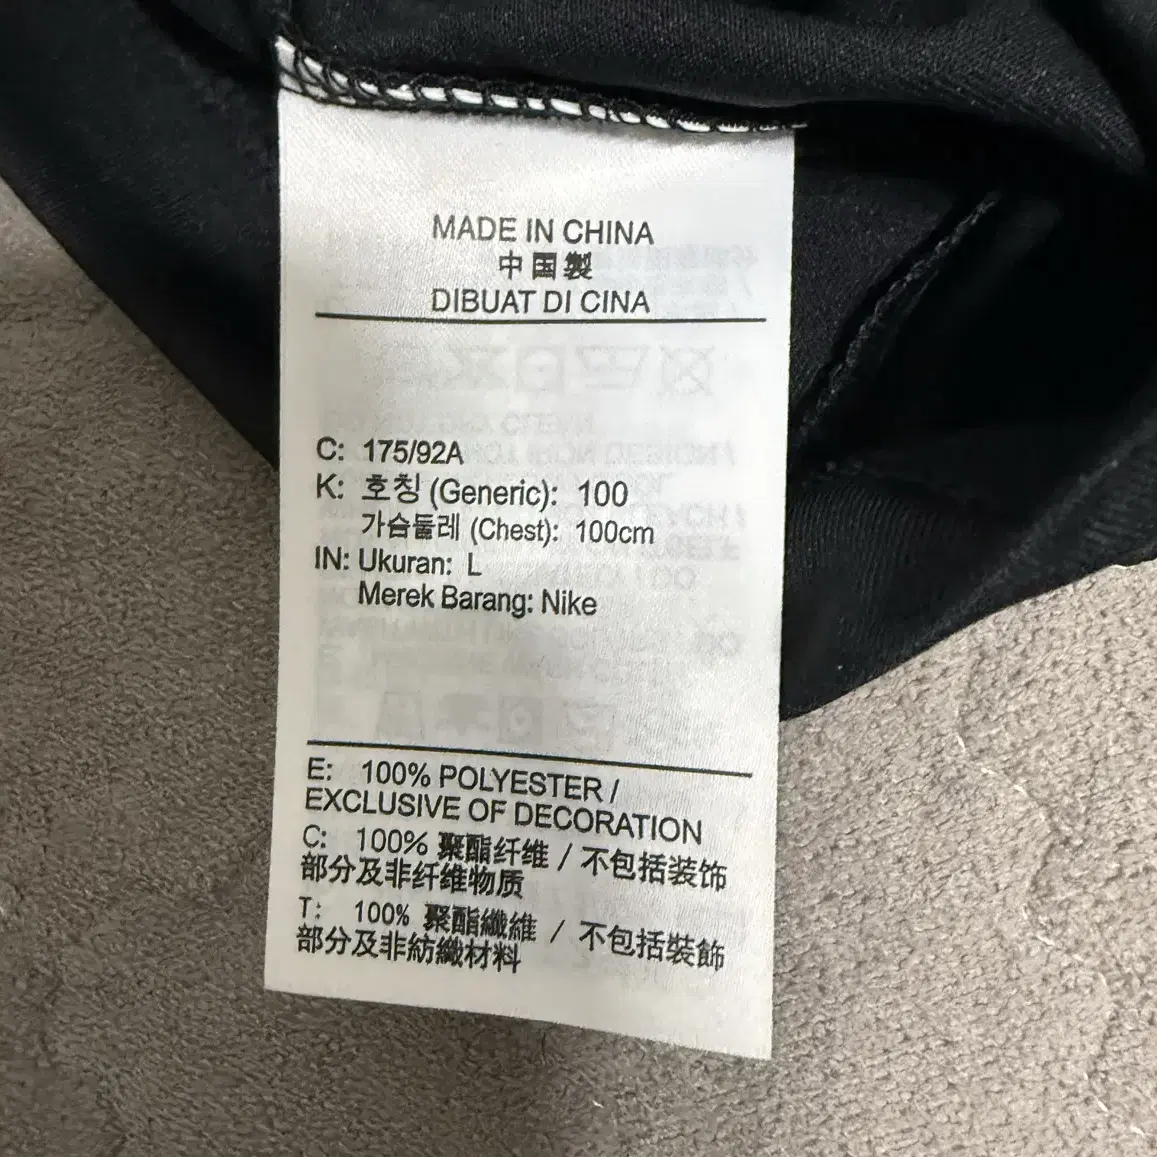 MADE IN CHINA
中国製
DIBUAT DI CINA
C: 175/92A
K: 호칭 (Generic): 100
가슴둘레 (Chest): 100cm
IN: Ukuran: L
Merek Barang: Nike
E: 100% POLYESTER /
EXCLUSIVE OF DECORATION
C: 100% 聚酯纤维 / 不包括装饰
部分及非纤维物质
T: 100% 聚酯纖維 / 不包括裝飾
部分及非紡織材料